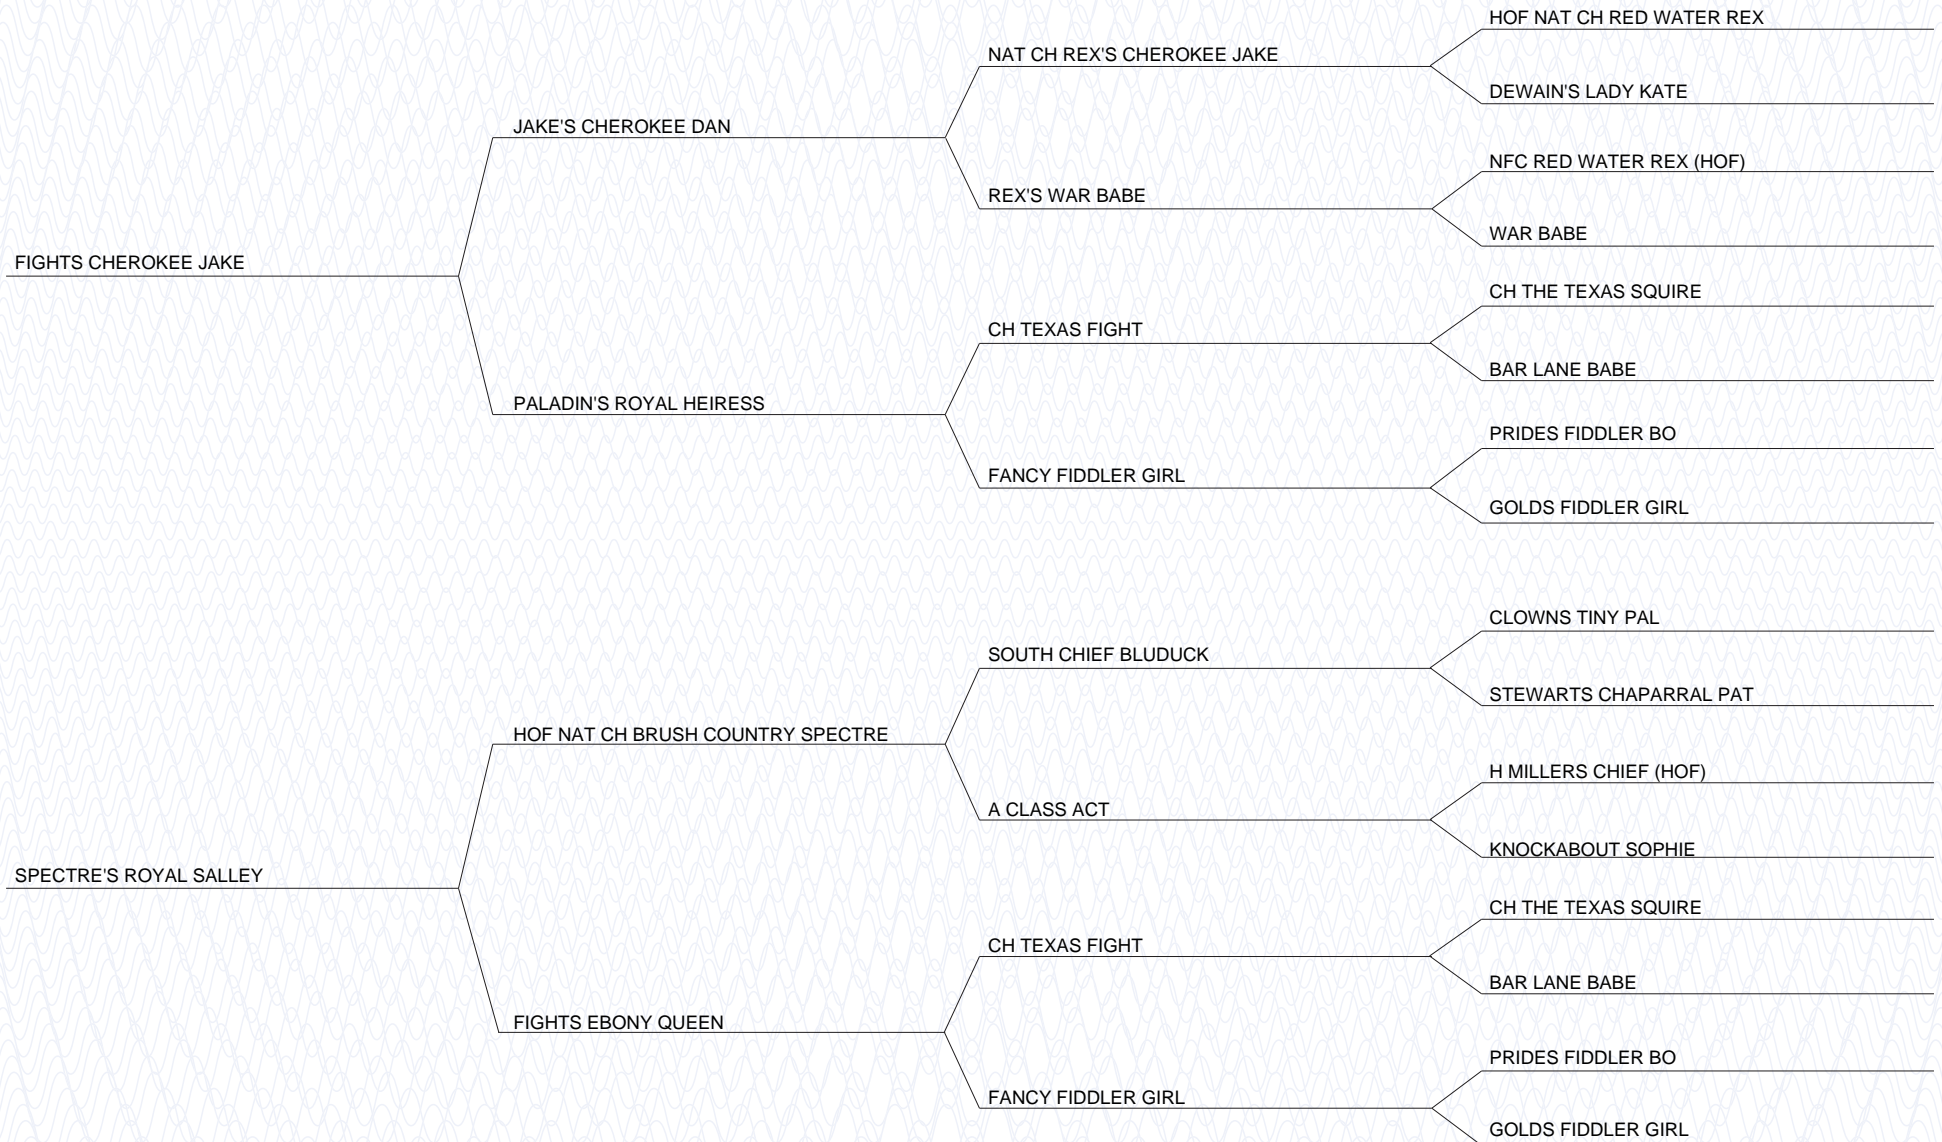 HOF NAT CH RED WATER REX
NAT CH REX'S CHEROKEE JAKE
DEWAIN'S LADY KATE
JAKE'S CHEROKEE DAN
NFC RED WATER REX (HOF)
REX'S WAR BABE
WAR BABE
FIGHTS CHEROKEE JAKE
CH THE TEXAS SQUIRE
CH TEXAS FIGHT
BAR LANE BABE
PALADIN'S ROYAL HEIRESS
PRIDES FIDDLER BO
FANCY FIDDLER GIRL
GOLDS FIDDLER GIRL
CLOWNS TINY PAL
SOUTH CHIEF BLUDUCK
STEWARTS CHAPARRAL PAT
HOF NAT CH BRUSH COUNTRY SPECTRE
H MILLERS CHIEF (HOF)
A CLASS ACT
KNOCKABOUT SOPHIE
SPECTRE'S ROYAL SALLEY
CH THE TEXAS SQUIRE
CH TEXAS FIGHT
BAR LANE BABE
FIGHTS EBONY QUEEN
PRIDES FIDDLER BO
FANCY FIDDLER GIRL
GOLDS FIDDLER GIRL